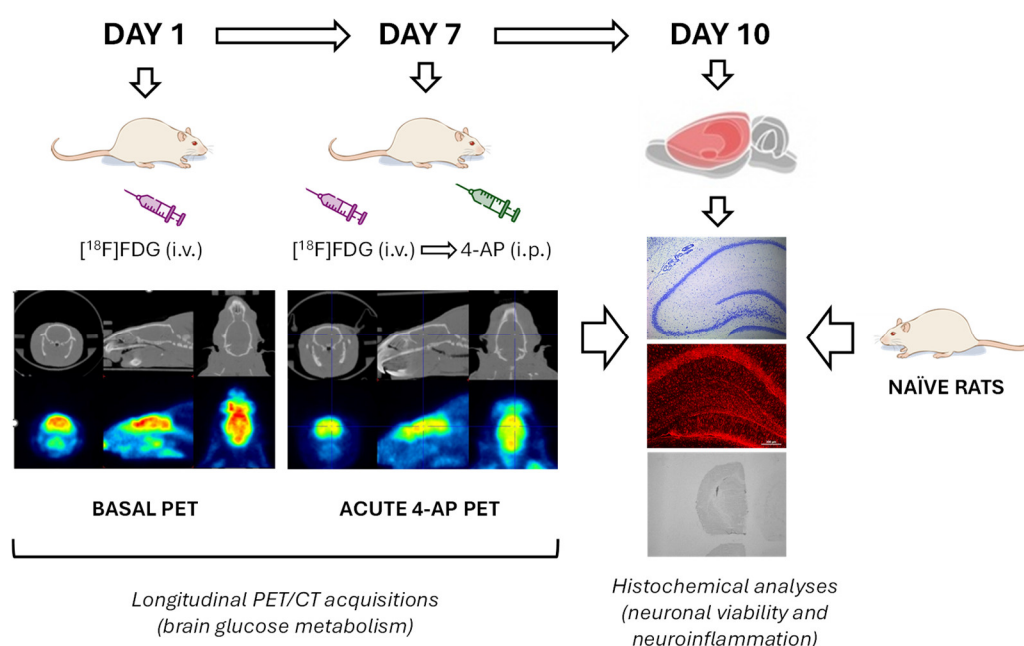 DAY 1
DAY 7
DAY 10
[¹⁸F]FDG (i.v.)
[¹⁸F]FDG (i.v.)
4-AP (i.p.)
NAÏVE RATS
BASAL PET
ACUTE 4-AP PET
Longitudinal PET/CT acquisitions
(brain glucose metabolism)
Histochemical analyses
(neuronal viability and
neuroinflammation)